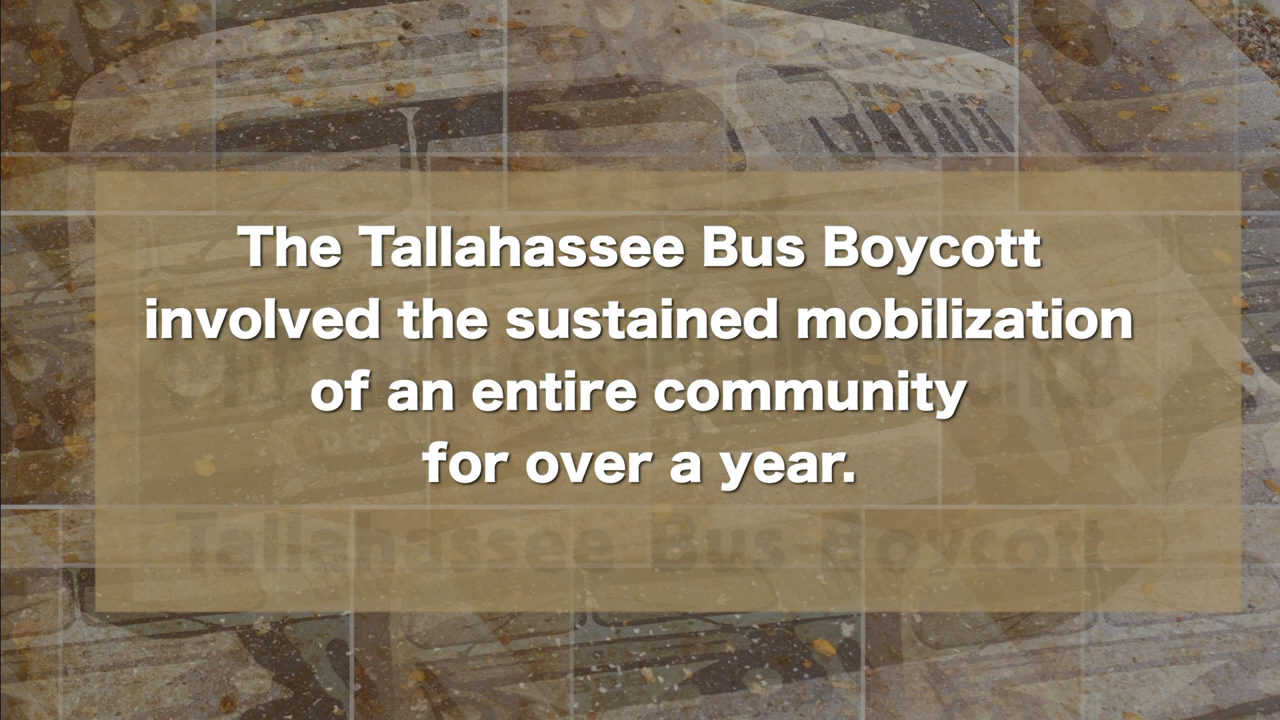 The Tallahassee Bus Boycott
involved the sustained mobilization
of an entire community
for over a year.
Tallahassee Bus Boycott